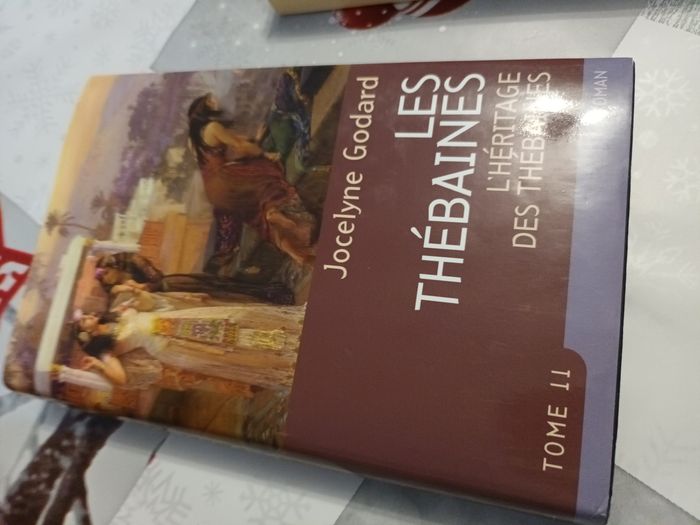 Jocelyne Godard
LES
THÉBAINES
L'HÉRITAGE
DES THÉBAINES
ROMAN
TOME 11